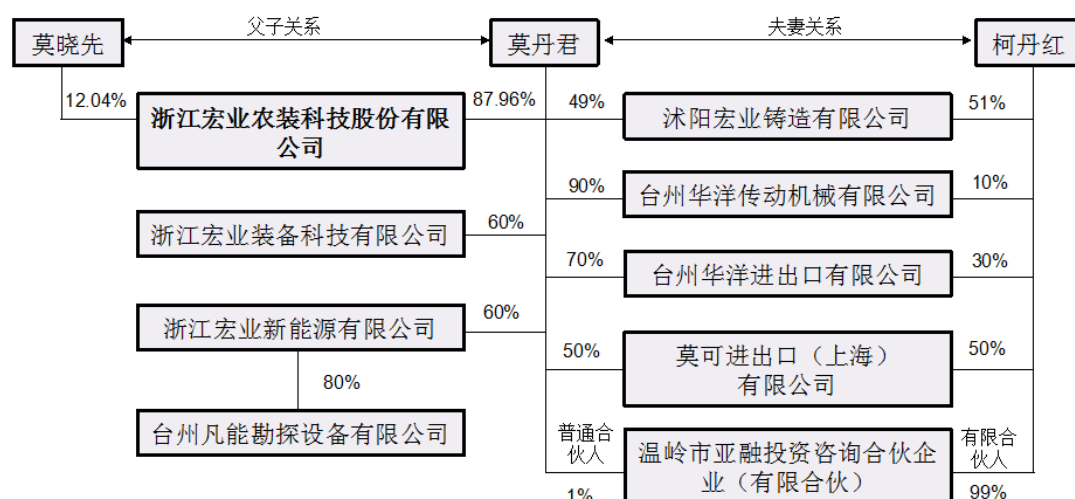 父子关系
夫妻关系
莫晓先
莫丹君
柯丹红
12.04%
87.96%
49%
51%
浙江宏业农装科技股份有限
公司
沭阳宏业铸造有限公司
90%
10%
台州华洋传动机械有限公司
浙江宏业装备科技有限公司
60%
70%
30%
台州华洋进出口有限公司
浙江宏业新能源有限公司
60%
50%
50%
莫可进出口（上海）
有限公司
80%
台州凡能勘探设备有限公司
普通合
伙人
有限合
伙人
温岭市亚融投资咨询合伙企
业（有限合伙）
1%
99%